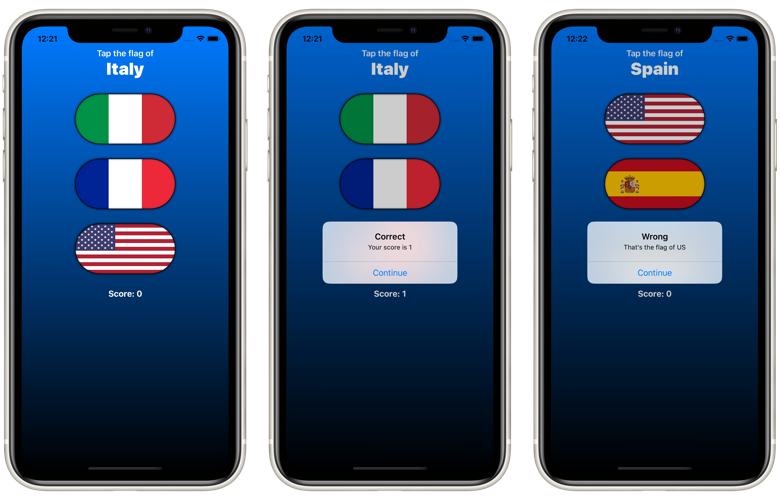 12:21
Tap the flag of
Italy
Score: 0
12:21
Tap the flag of
Italy
Correct
Your score is 1
Continue
Score: 1
12:22
Tap the flag of
Spain
Wrong
That's the flag of US
Continue
Score: 0